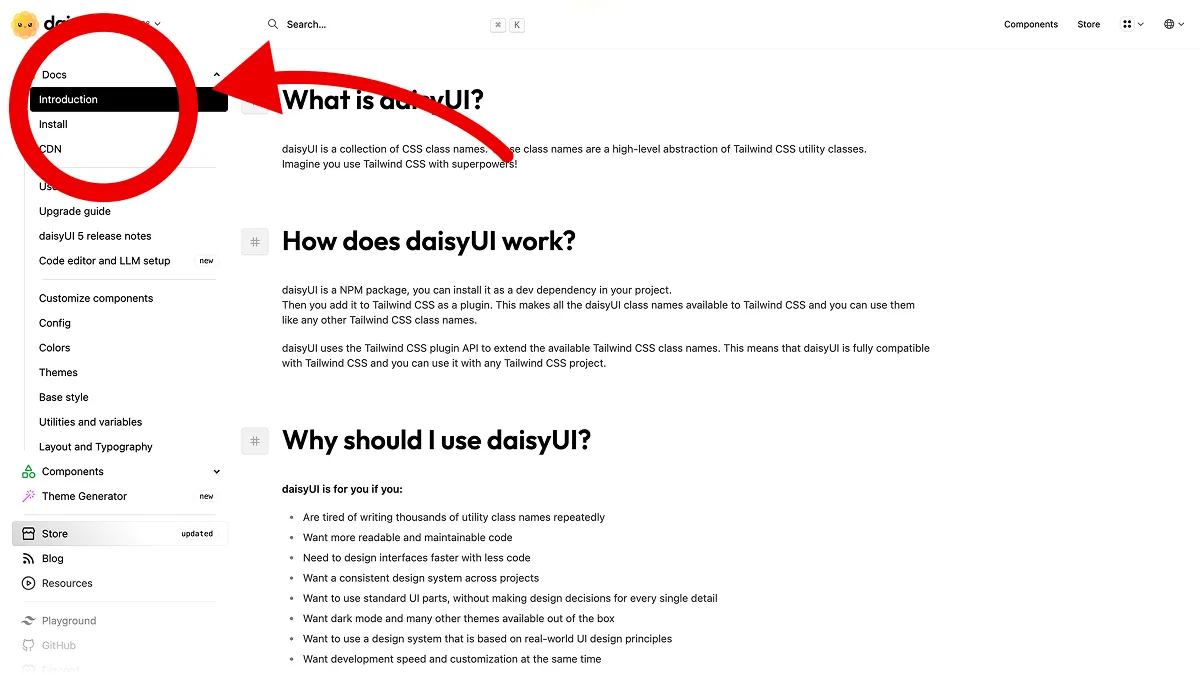 Search...
⌘ K
Components
Store
Docs
Introduction
Install
CDN
Upgrade guide
daisyUI 5 release notes
Code editor and LLM setup new
Customize components
Config
Colors
Themes
Base style
Utilities and variables
Layout and Typography
Components
Theme Generator new
Store updated
Blog
Resources
Playground
GitHub
What is daisyUI?
daisyUI is a collection of CSS class names. class names are a high-level abstraction of Tailwind CSS utility classes.
Imagine you use Tailwind CSS with superpowers!
# How does daisyUI work?
daisyUI is a NPM package, you can install it as a dev dependency in your project.
Then you add it to Tailwind CSS as a plugin. This makes all the daisyUI class names available to Tailwind CSS and you can use them
like any other Tailwind CSS class names.
daisyUI uses the Tailwind CSS plugin API to extend the available Tailwind CSS class names. This means that daisyUI is fully compatible
with Tailwind CSS and you can use it with any Tailwind CSS project.
# Why should I use daisyUI?
daisyUI is for you if you:
• Are tired of writing thousands of utility class names repeatedly
• Want more readable and maintainable code
• Need to design interfaces faster with less code
• Want a consistent design system across projects
• Want to use standard UI parts, without making design decisions for every single detail
• Want dark mode and many other themes available out of the box
• Want to use a design system that is based on real-world UI design principles
• Want development speed and customization at the same time